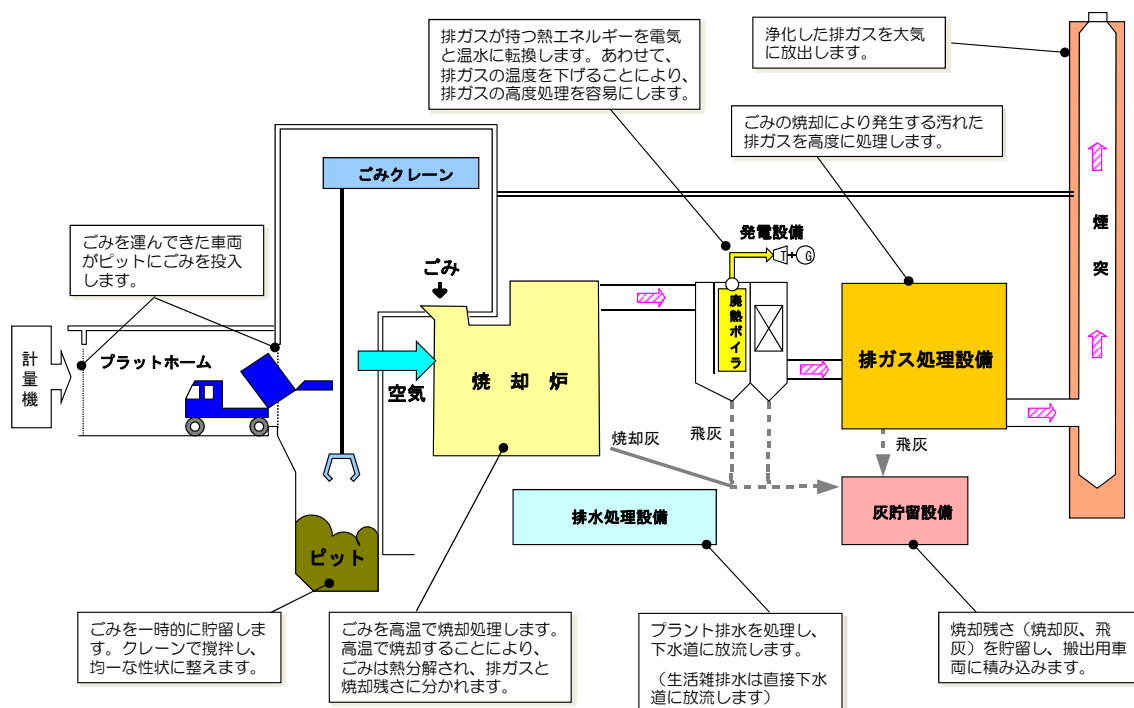 排ガスが持つ熱エネルギーを電気
と温水に転換します。あわせて、
排ガスの温度を下げることにより、
排ガスの高度処理を容易にします。
浄化した排ガスを大気
に放出します。
ごみの焼却により発生する汚れた
排ガスを高度に処理します。
ごみクレーン
ごみを運んできた車両
がピットにごみを投入
します。
発電設備
T
G
ごみ
煙突
計量機
プラットホーム
空気
焼却炉
廃熱ボイラ
排ガス処理設備
焼却灰
飛灰
飛灰
排水処理設備
灰貯留設備
ピット
ごみを一時的に貯留しま
す。クレーンで撹拌し、
均一な性状に整えます。
ごみを高温で焼却処理します。
高温で焼却することにより、
ごみは熱分解され、排ガスと
焼却残さに分かれます。
プラント排水を処理し、
下水道に放流します。
（生活雑排水は直接下水
道に放流します）
焼却残さ（焼却灰、飛
灰）を貯留し、搬出用車
両に積み込みます。